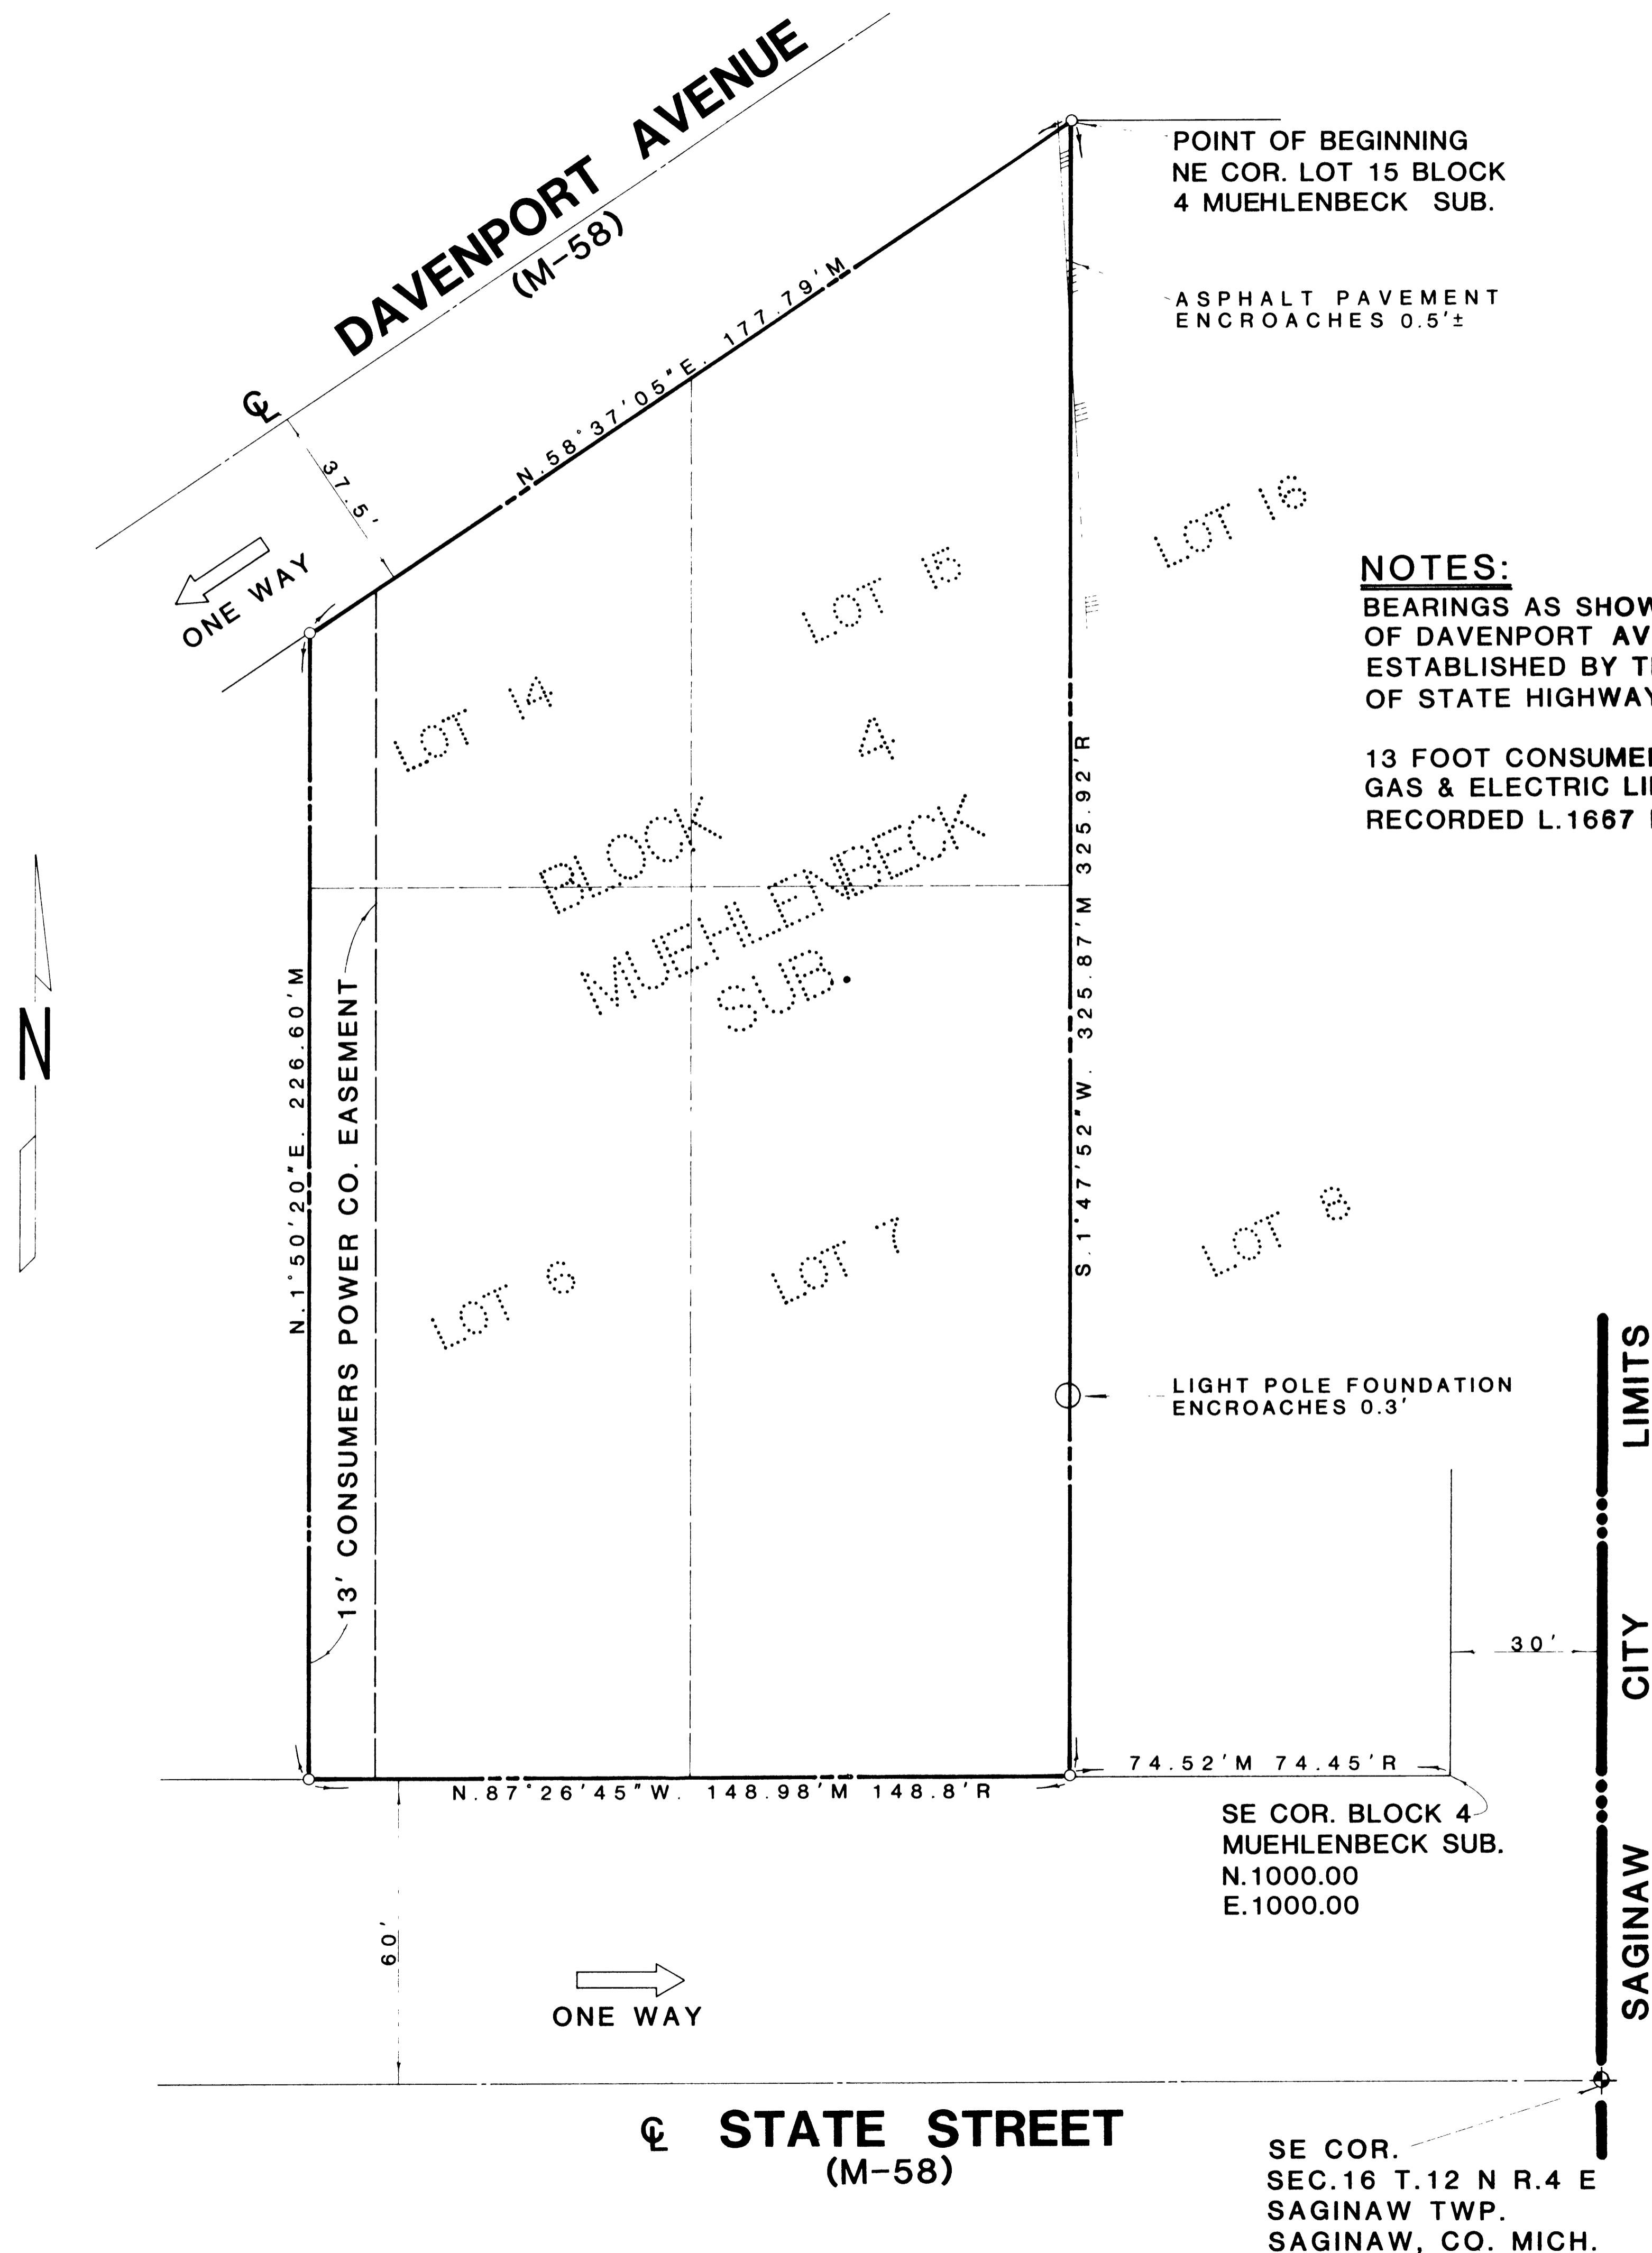 DAVENPORT AVENUE
(M-58)
℄
37.5'
ONE WAY
N.58°37'05"E. 177.79'M
POINT OF BEGINNING
NE COR. LOT 15 BLOCK
4 MUEHLENBECK SUB.
ASPHALT PAVEMENT
ENCROACHES 0.5'±
LOT 16
LOT 15
LOT 14
BLOCK 4
MUEHLENBECK
SUB.
NOTES:
BEARINGS AS SHOW
OF DAVENPORT AV
ESTABLISHED BY T
OF STATE HIGHWAY
13 FOOT CONSUME
GAS & ELECTRIC LI
RECORDED L.1667
N
N.1°50'20"E. 226.60'M
13' CONSUMERS POWER CO. EASEMENT
S.1°47'52"W. 325.87'M 325.92'R
LOT 6
LOT 7
LOT 8
LIGHT POLE FOUNDATION
ENCROACHES 0.3'
SAGINAW CITY LIMITS
30'
74.52'M 74.45'R
N.87°26'45"W. 148.98'M 148.8'R
SE COR. BLOCK 4
MUEHLENBECK SUB.
N.1000.00
E.1000.00
60'
ONE WAY
℄ STATE STREET
(M-58)
SE COR.
SEC.16 T.12 N R.4 E
SAGINAW TWP.
SAGINAW, CO. MICH.